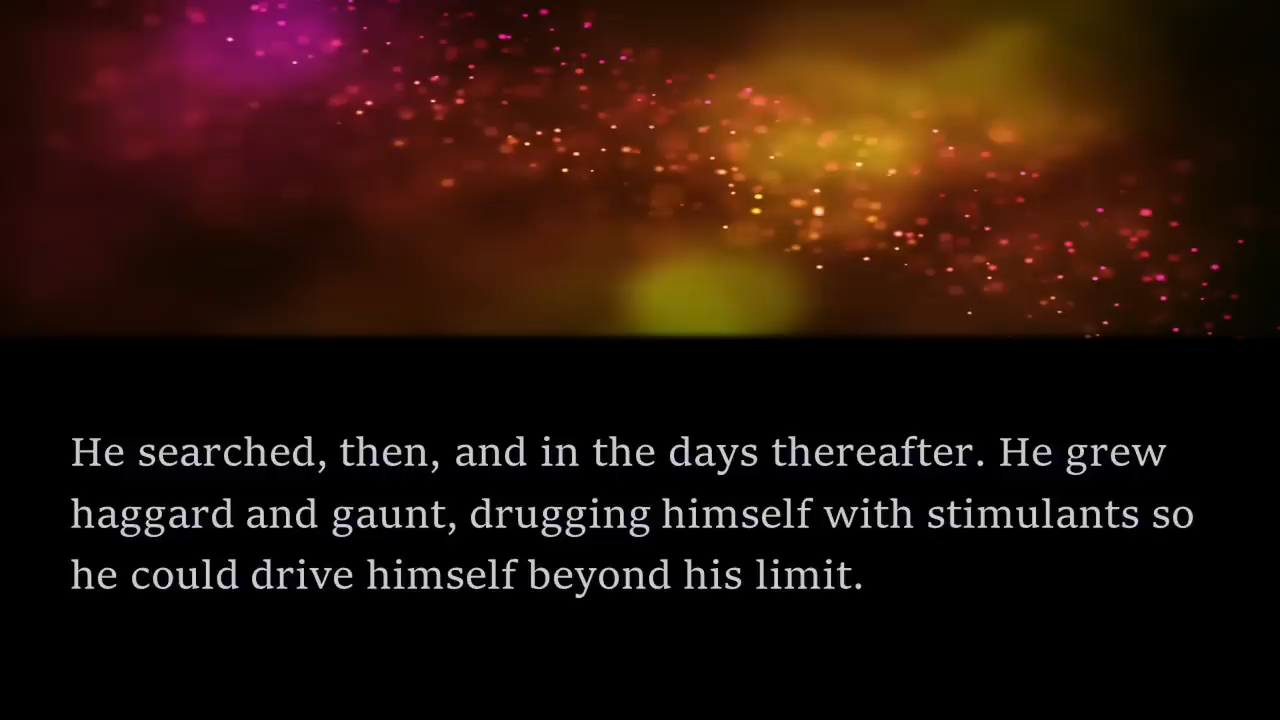 He searched, then, and in the days thereafter. He grew
haggard and gaunt, drugging himself with stimulants so
he could drive himself beyond his limit.